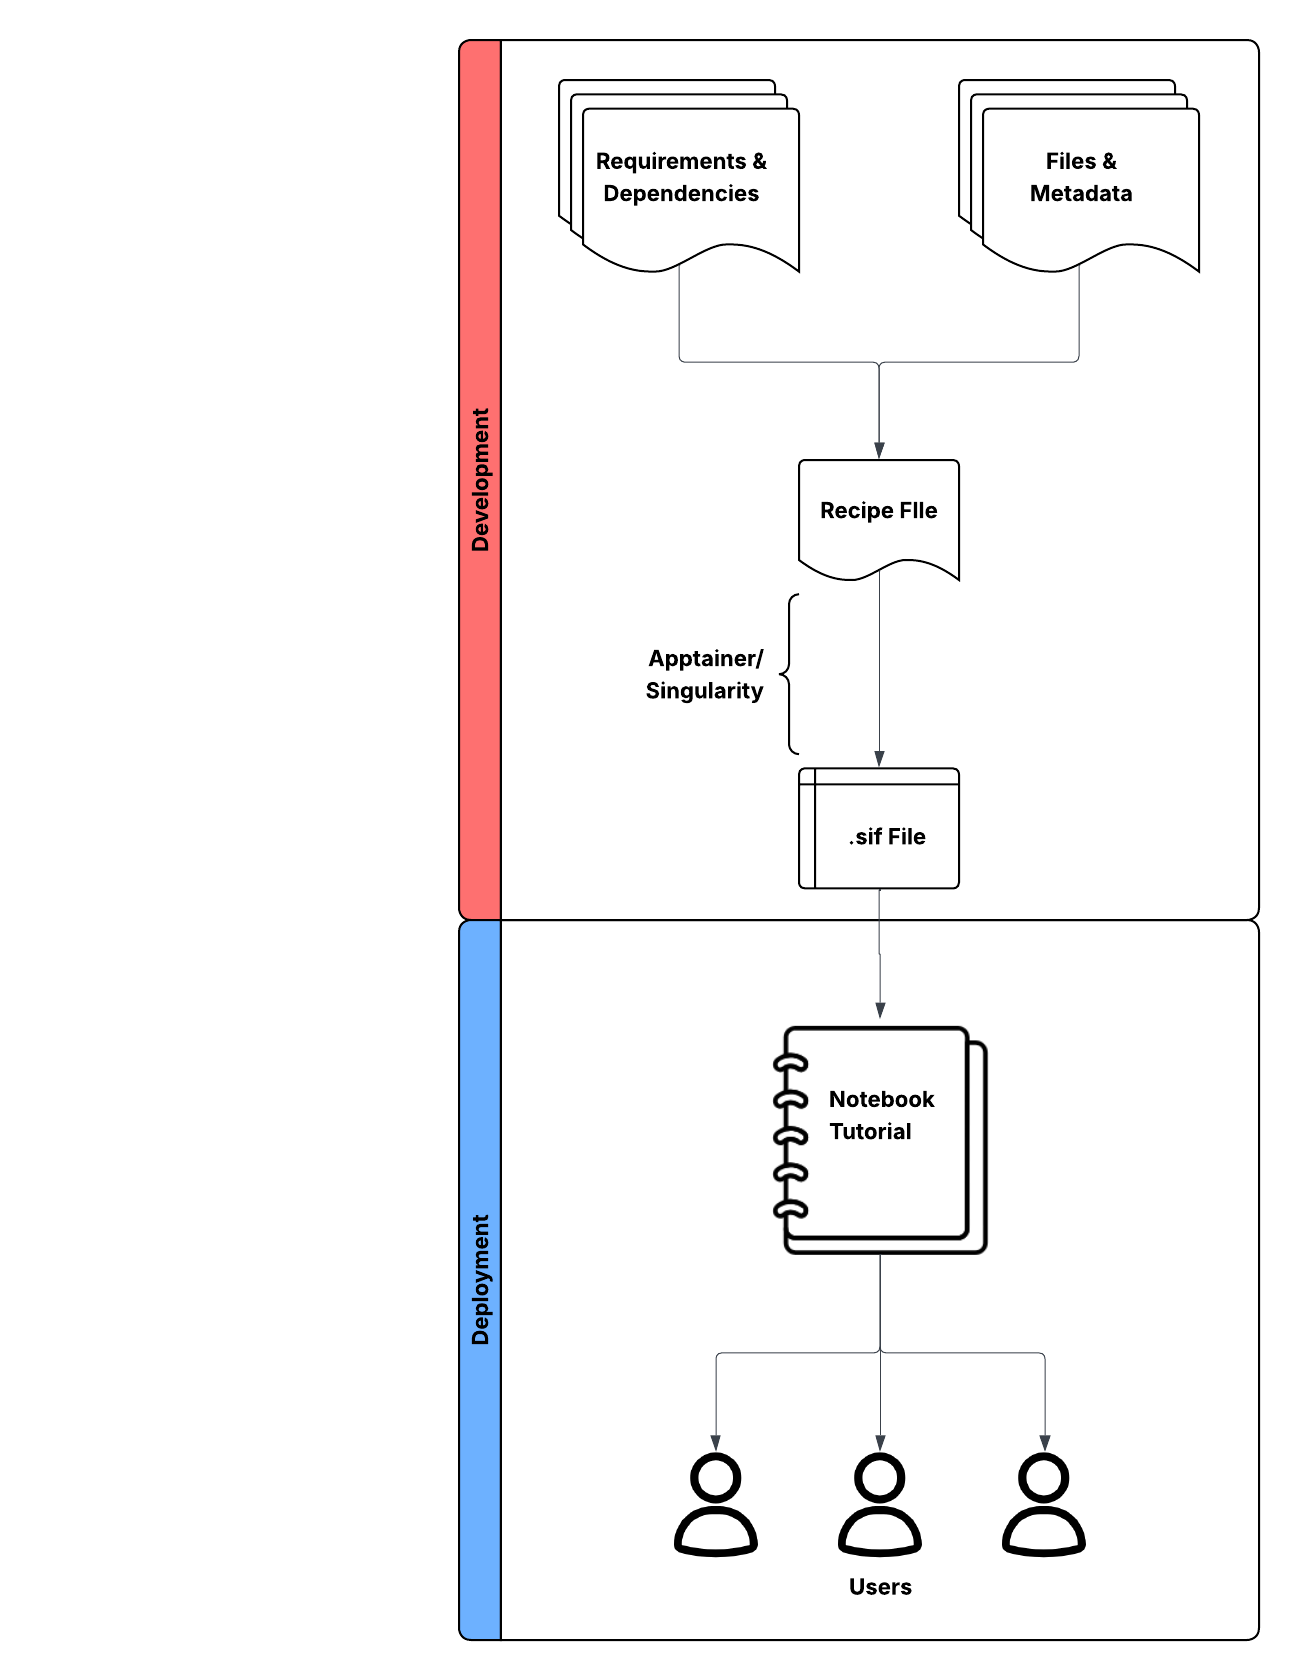 Requirements &
Dependencies
Files &
Metadata
Development
Recipe FIle
Apptainer/
Singularity
.sif File
Notebook
Tutorial
Deployment
Users